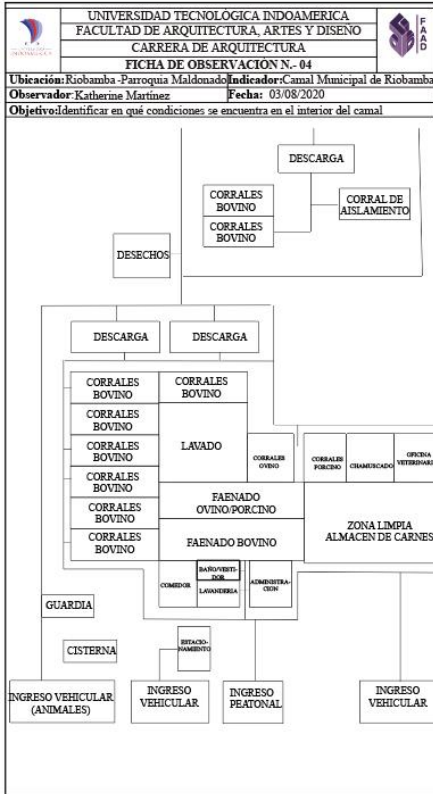 UNIVERSIDAD TECNOLÓGICA INDOAMERICA
FACULTAD DE ARQUITECTURA, ARTES Y DISEÑO
CARRERA DE ARQUITECTURA
FICHA DE OBSERVACIÓN N.- 04
FAAD
Ubicación:Riobamba -Parroquia Maldonado
Indicador:Camal Municipal de Riobamba
Observador:Katherine Martínez
Fecha: 03/08/2020
Objetivo:Identificar en qué condiciones se encuentra en el interior del camal
DESCARGA
CORRALES
BOVINO
CORRAL DE
AISLAMIENTO
CORRALES
BOVINO
DESECHOS
DESCARGA
DESCARGA
CORRALES
BOVINO
CORRALES
BOVINO
CORRALES
BOVINO
LAVADO
CORRALES
BOVINO
CORRALES
OVINO
CORRALES
PORCINO
CHAMUSCADO
OFICINA
VETERINARIA
CORRALES
BOVINO
FAENADO
OVINO/PORCINO
CORRALES
BOVINO
ZONA LIMPIA
ALMACEN DE CARNES
CORRALES
BOVINO
FAENADO BOVINO
COMEDOR
BAÑO/VESTI-
DOR
LAVANDERIA
ADMINISTRA-
CION
GUARDIA
CISTERNA
ESTACIO-
NAMIENTO
INGRESO VEHICULAR
(ANIMALES)
INGRESO
VEHICULAR
INGRESO
PEATONAL
INGRESO
VEHICULAR